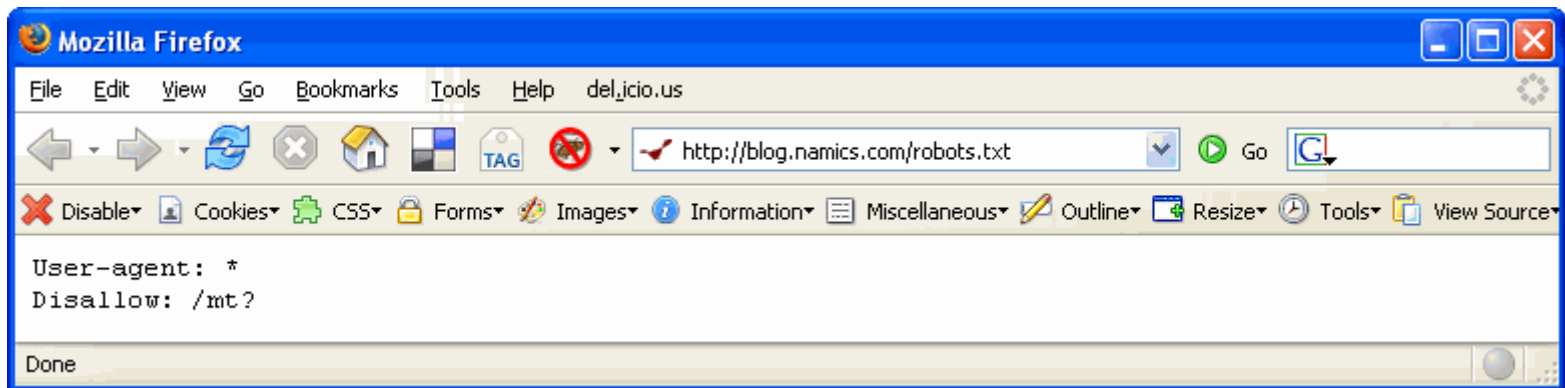 Mozilla Firefox
File Edit View Go Bookmarks Tools Help del.icio.us
TAG http://blog.namics.com/robots.txt Go G
Disable Cookies CSS Forms Images Information Miscellaneous Outline Resize Tools View Source
User-agent: *
Disallow: /mt?
Done